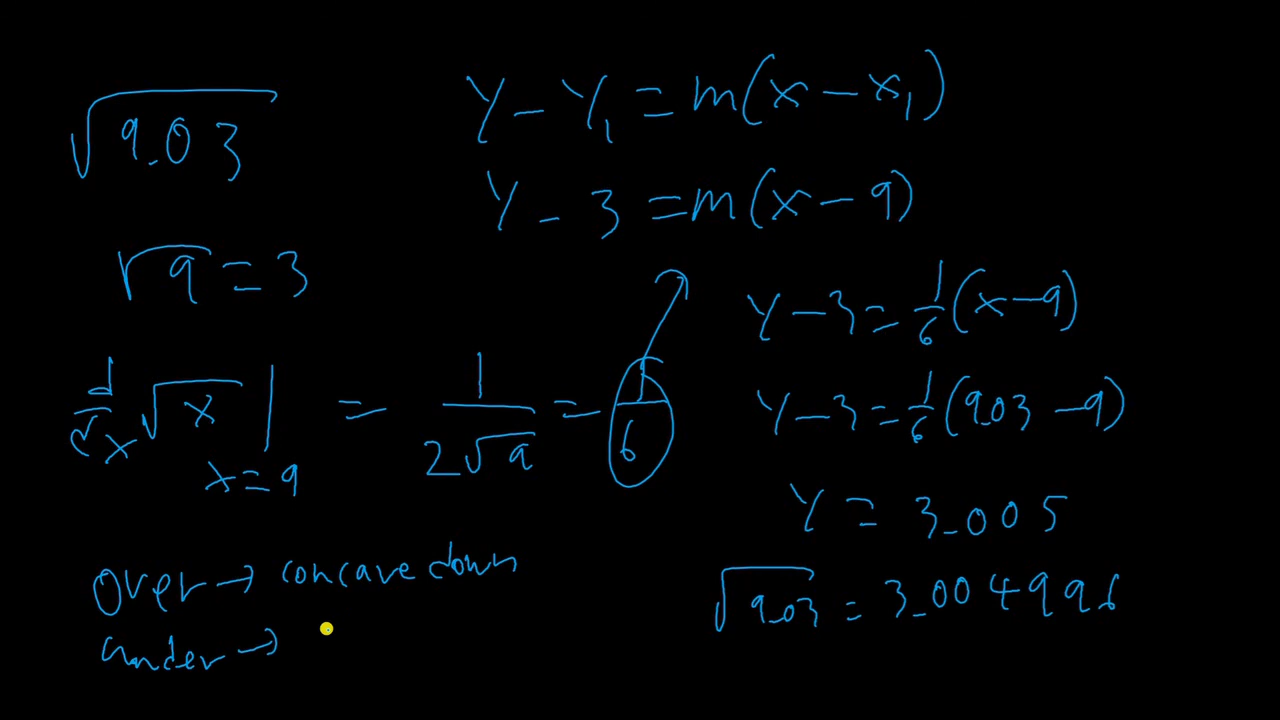 √9.03
√9 = 3
d/dx √x | x=9 = 1/(2√9) = 1/6
Over → concave down
under →
Y - Y₁ = m(x - x₁)
Y - 3 = m(x - 9)
Y - 3 = 1/6 (x - 9)
Y - 3 = 1/6 (9.03 - 9)
Y = 3.005
√9.03 = 3.004996